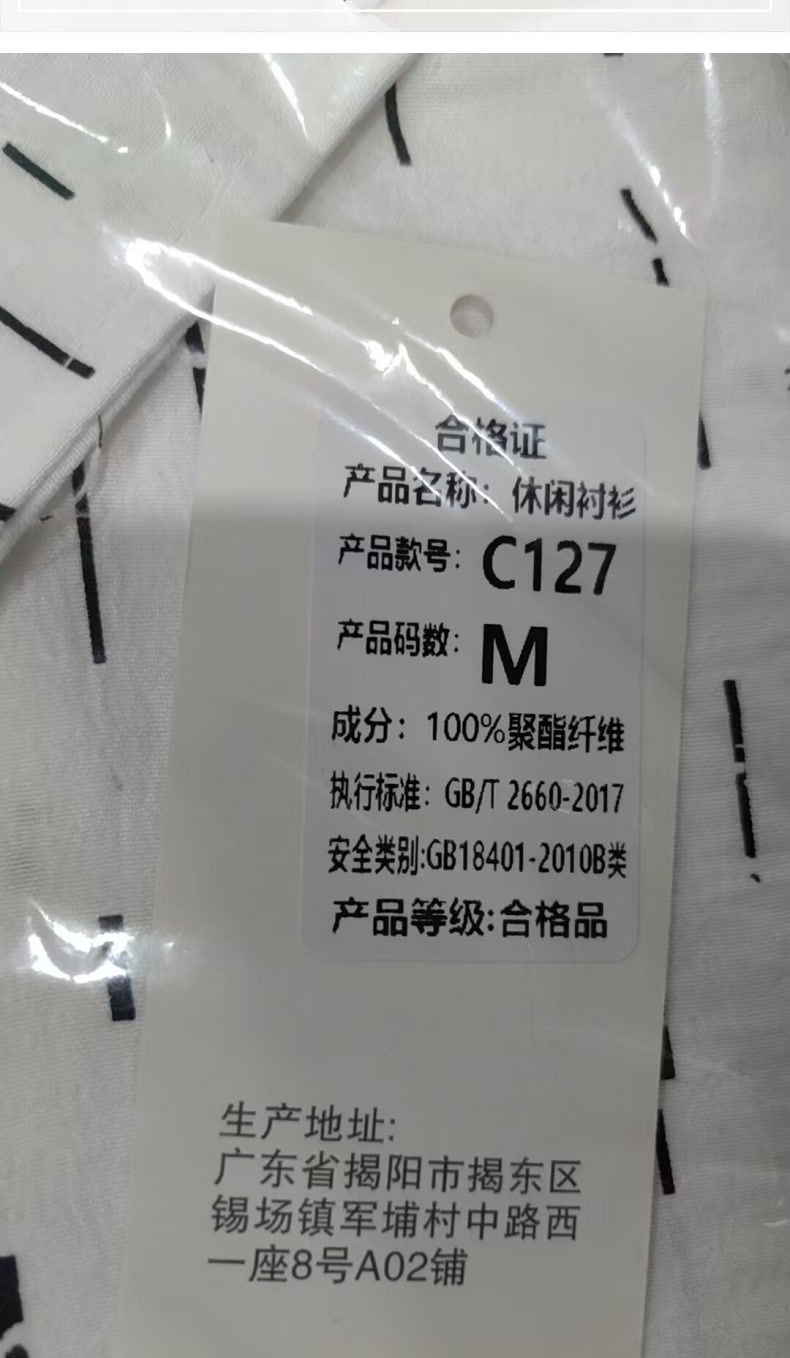 合格证
产品名称：休闲衬衫
产品款号：C127
产品码数：M
成分：100%聚酯纤维
执行标准：GB/T 2660-2017
安全类别:GB18401-2010B类
产品等级:合格品
生产地址:
广东省揭阳市揭东区
锡场镇军埔村中路西
一座8号A02铺